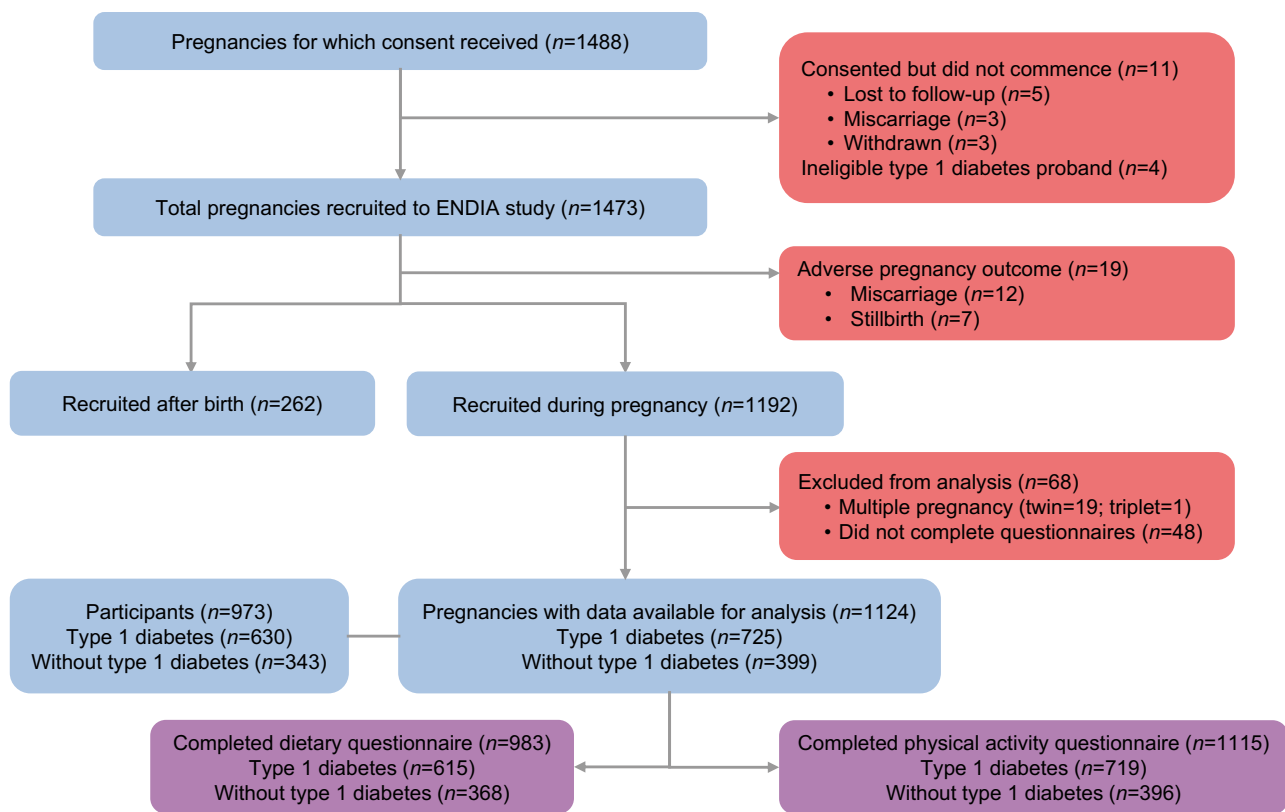 Pregnancies for which consent received (n=1488)
Consented but did not commence (n=11)
• Lost to follow-up (n=5)
• Miscarriage (n=3)
• Withdrawn (n=3)
Ineligible type 1 diabetes proband (n=4)
Total pregnancies recruited to ENDIA study (n=1473)
Adverse pregnancy outcome (n=19)
• Miscarriage (n=12)
• Stillbirth (n=7)
Recruited after birth (n=262)
Recruited during pregnancy (n=1192)
Excluded from analysis (n=68)
• Multiple pregnancy (twin=19; triplet=1)
• Did not complete questionnaires (n=48)
Participants (n=973)
Type 1 diabetes (n=630)
Without type 1 diabetes (n=343)
Pregnancies with data available for analysis (n=1124)
Type 1 diabetes (n=725)
Without type 1 diabetes (n=399)
Completed dietary questionnaire (n=983)
Type 1 diabetes (n=615)
Without type 1 diabetes (n=368)
Completed physical activity questionnaire (n=1115)
Type 1 diabetes (n=719)
Without type 1 diabetes (n=396)